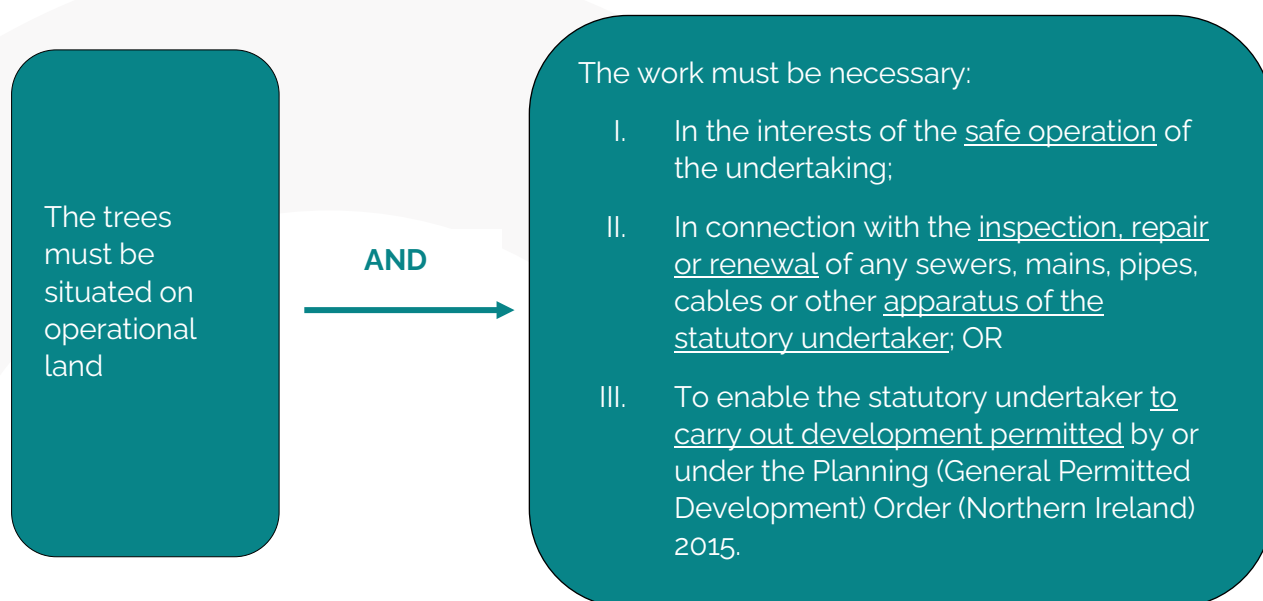 The trees
must be
situated on
operational
land
AND
The work must be necessary:
I. In the interests of the safe operation of
the undertaking;
II. In connection with the inspection, repair
or renewal of any sewers, mains, pipes,
cables or other apparatus of the
statutory undertaker; OR
III. To enable the statutory undertaker to
carry out development permitted by or
under the Planning (General Permitted
Development) Order (Northern Ireland)
2015.